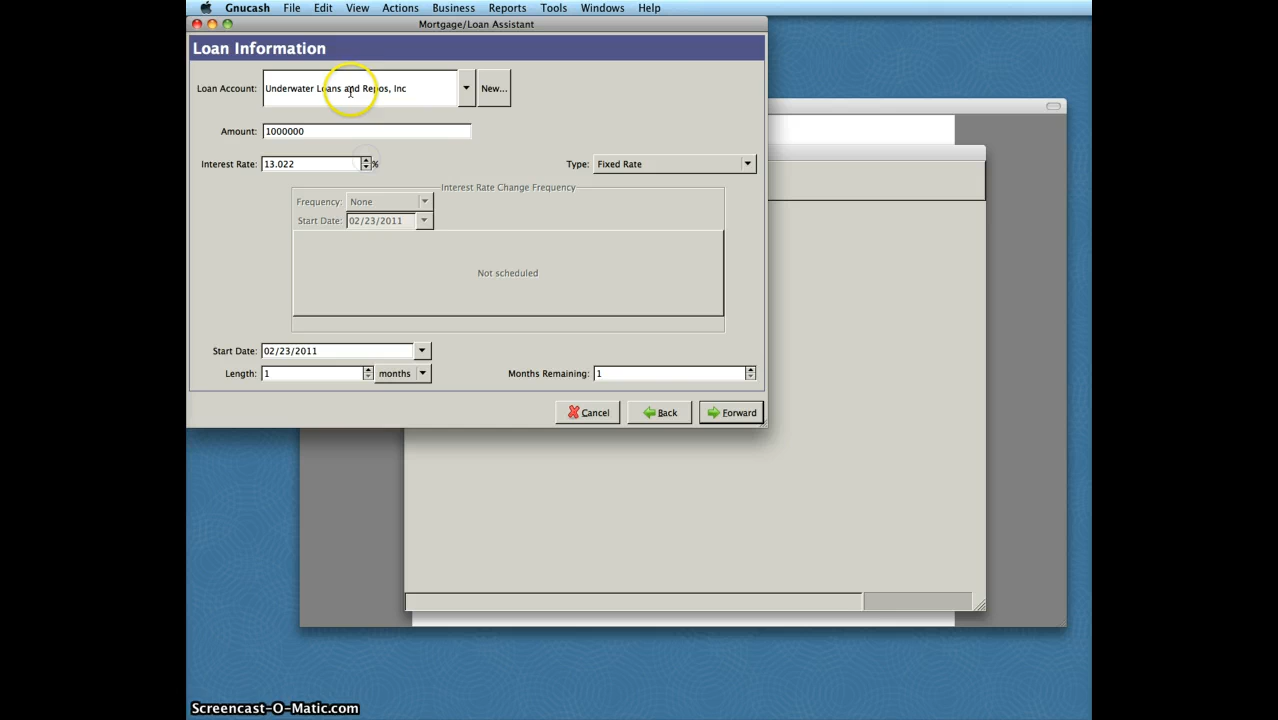 Gnucash File Edit View Actions Business Reports Tools Windows Help
Mortgage/Loan Assistant
Loan Information
Loan Account: Underwater Loans and Repos, Inc New...
Amount: 1000000
Interest Rate: 13.022 % Type: Fixed Rate
Interest Rate Change Frequency
Frequency: None
Start Date: 02/23/2011
Not scheduled
Start Date: 02/23/2011
Length: 1 months Months Remaining: 1
Cancel Back Forward
Screencast-O-Matic.com